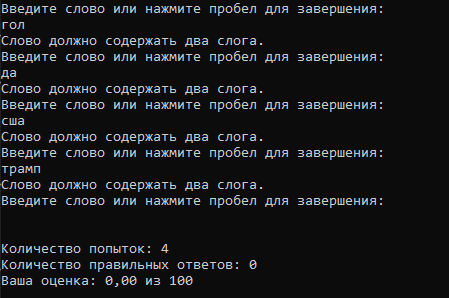 Введите слово или нажмите пробел для завершения:
гол
Слово должно содержать два слога.
Введите слово или нажмите пробел для завершения:
да
Слово должно содержать два слога.
Введите слово или нажмите пробел для завершения:
сша
Слово должно содержать два слога.
Введите слово или нажмите пробел для завершения:
трамп
Слово должно содержать два слога.
Введите слово или нажмите пробел для завершения:
Количество попыток: 4
Количество правильных ответов: 0
Ваша оценка: 0,00 из 100